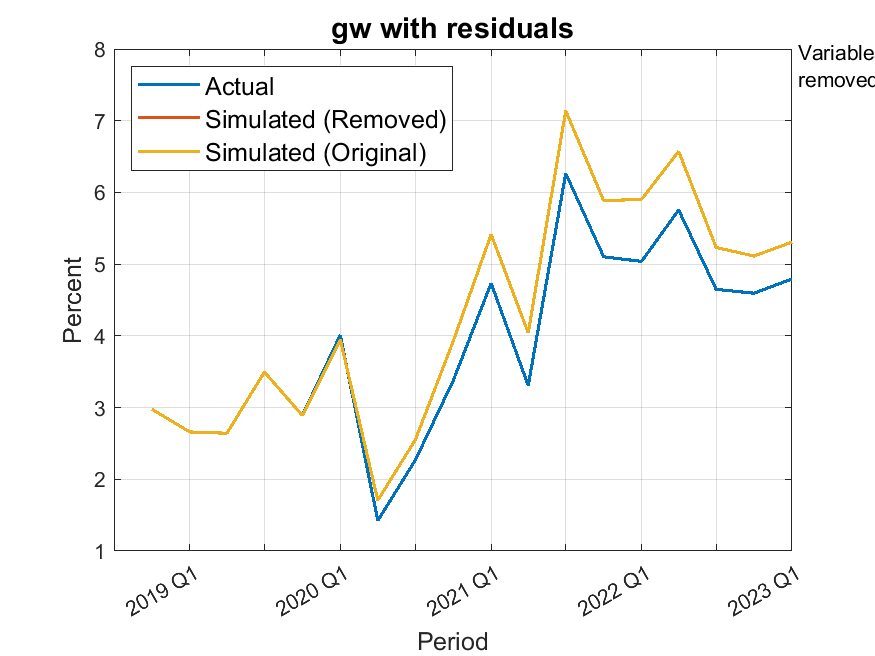 gw with residuals
Variable
removed
Actual
Simulated (Removed)
Simulated (Original)
8
7
6
5
4
3
2
1
Percent
2019 Q1
2020 Q1
2021 Q1
2022 Q1
2023 Q1
Period